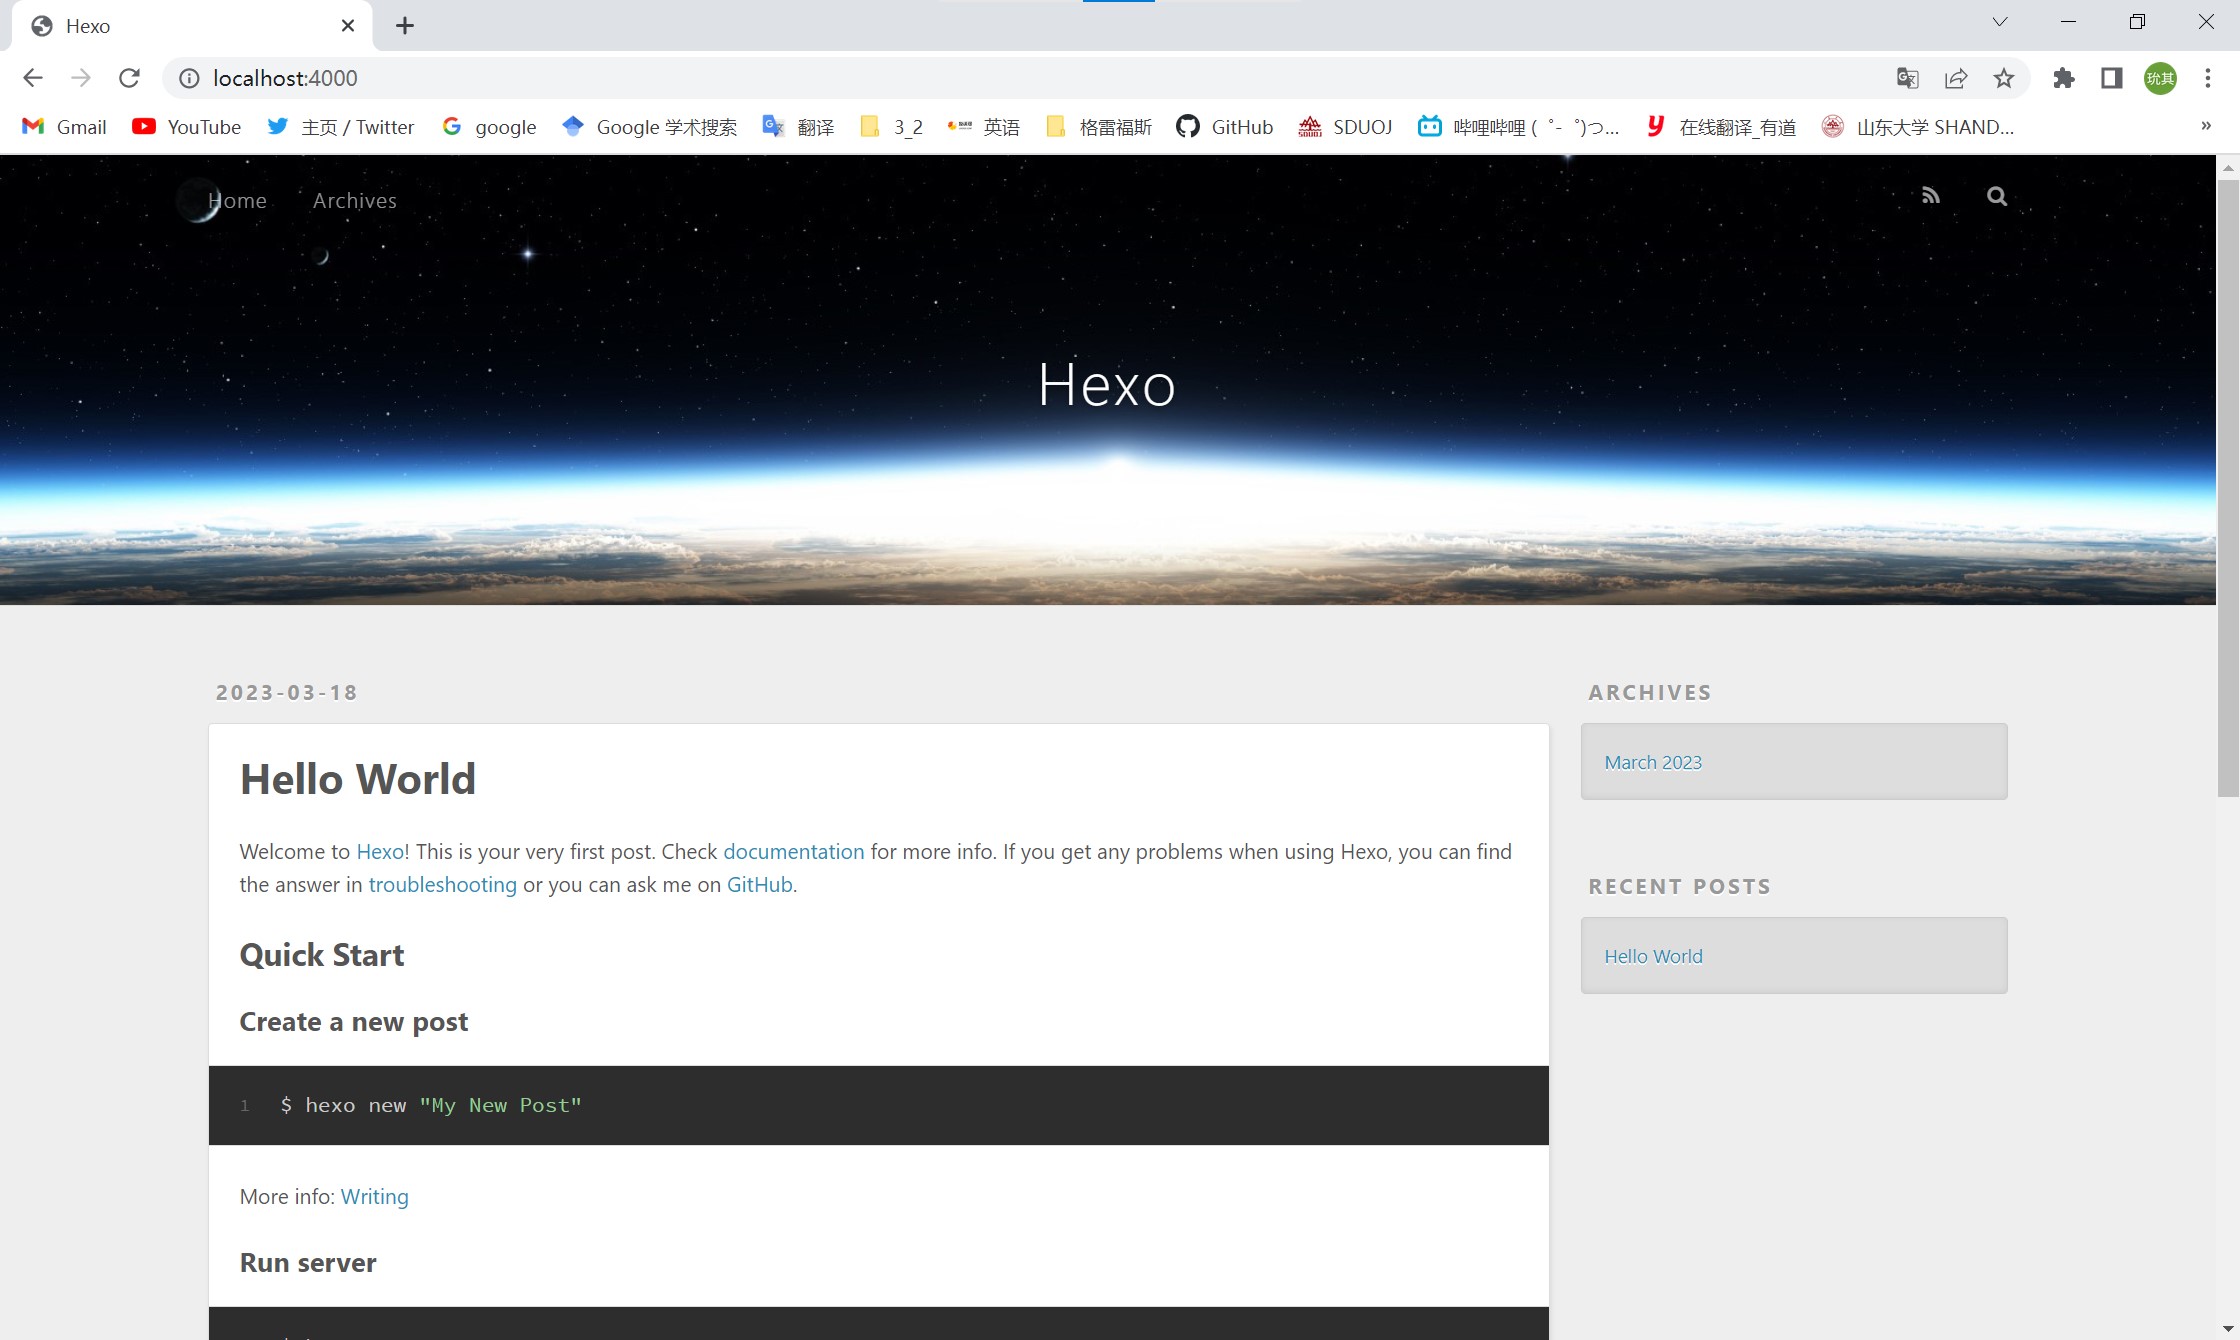 Hexo
localhost:4000
玧其
Gmail YouTube 主页 / Twitter google Google 学术搜索 翻译 3_2 英语 格雷福斯 GitHub SDUOJ 哔哩哔哩 ( ゜- ゜)つ... 在线翻译_有道 山东大学 SHAND... »
Home Archives
Hexo
2023-03-18
Hello World
Welcome to Hexo! This is your very first post. Check documentation for more info. If you get any problems when using Hexo, you can find
the answer in troubleshooting or you can ask me on GitHub.
Quick Start
Create a new post
1 $ hexo new "My New Post"
More info: Writing
Run server
ARCHIVES
March 2023
RECENT POSTS
Hello World